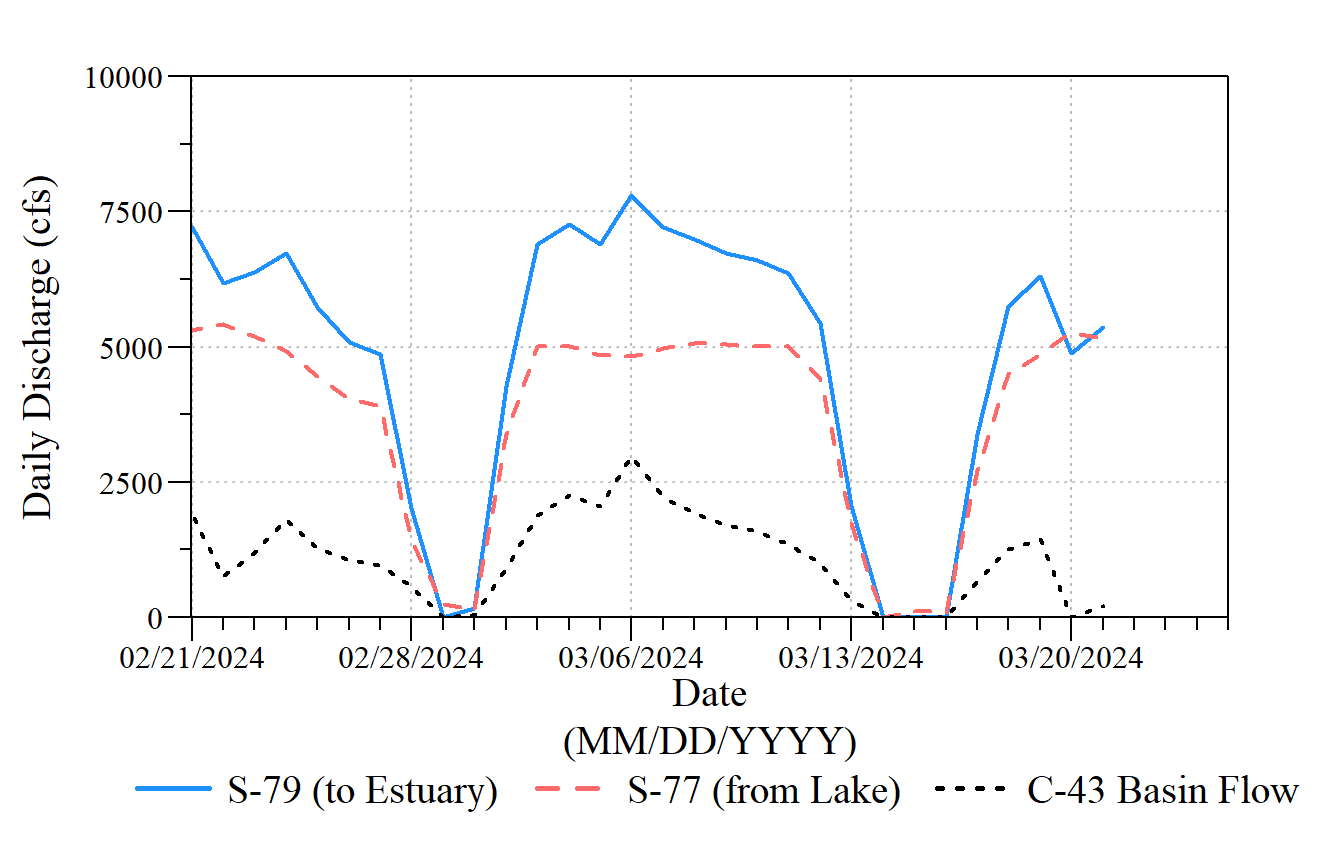 10000
7500
5000
2500
0
Daily Discharge (cfs)
02/21/2024 02/28/2024 03/06/2024 03/13/2024 03/20/2024
Date
(MM/DD/YYYY)
S-79 (to Estuary) S-77 (from Lake) C-43 Basin Flow